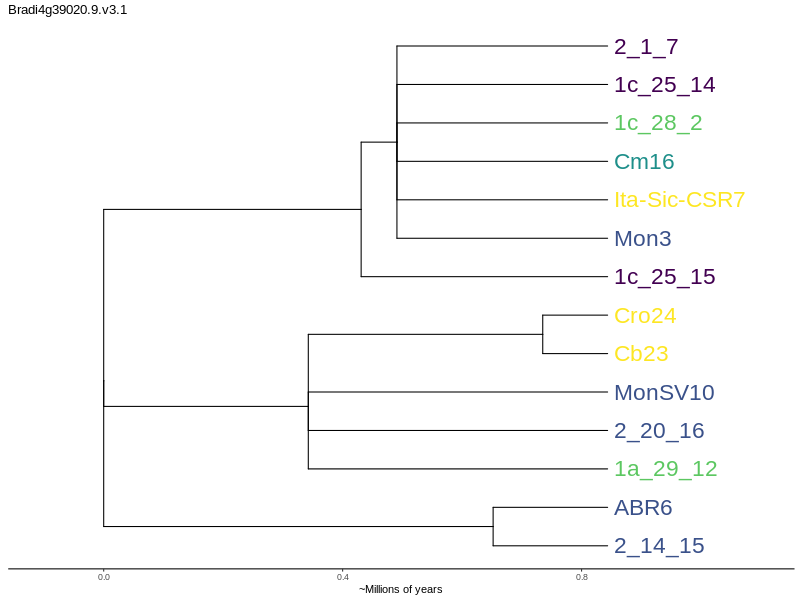 Bradi4g39020.9.v3.1
2_1_7
1c_25_14
1c_28_2
Cm16
Ita-Sic-CSR7
Mon3
1c_25_15
Cro24
Cb23
MonSV10
2_20_16
1a_29_12
ABR6
2_14_15
0.0 0.4 0.8
~Millions of years